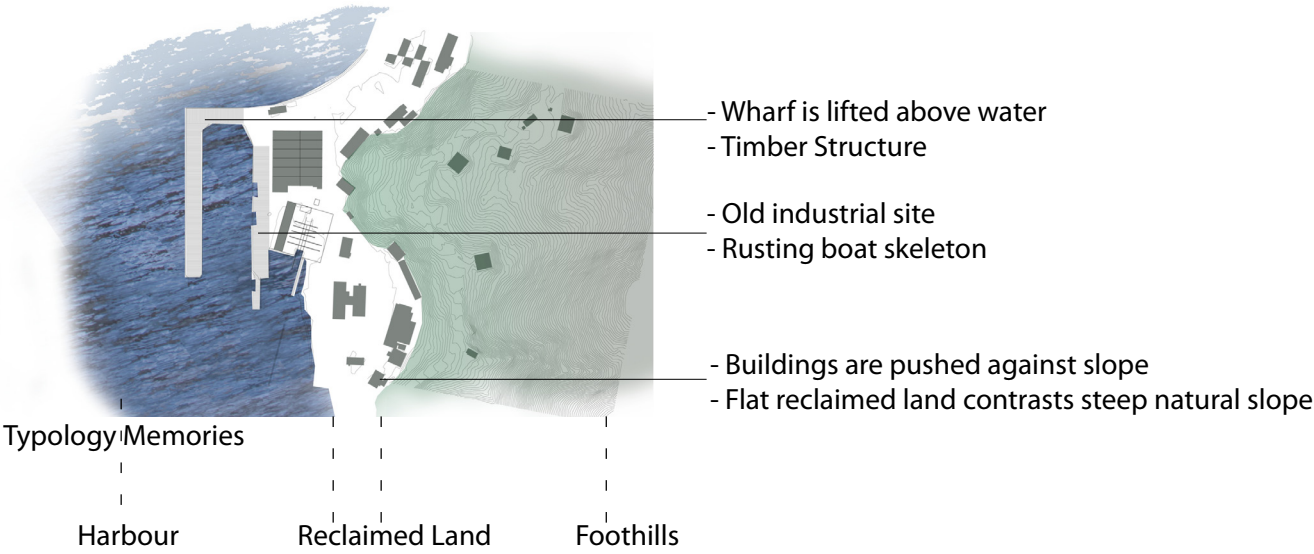 - Wharf is lifted above water
- Timber Structure
- Old industrial site
- Rusting boat skeleton
- Buildings are pushed against slope
- Flat reclaimed land contrasts steep natural slope
Typology Memories
Harbour
Reclaimed Land
Foothills